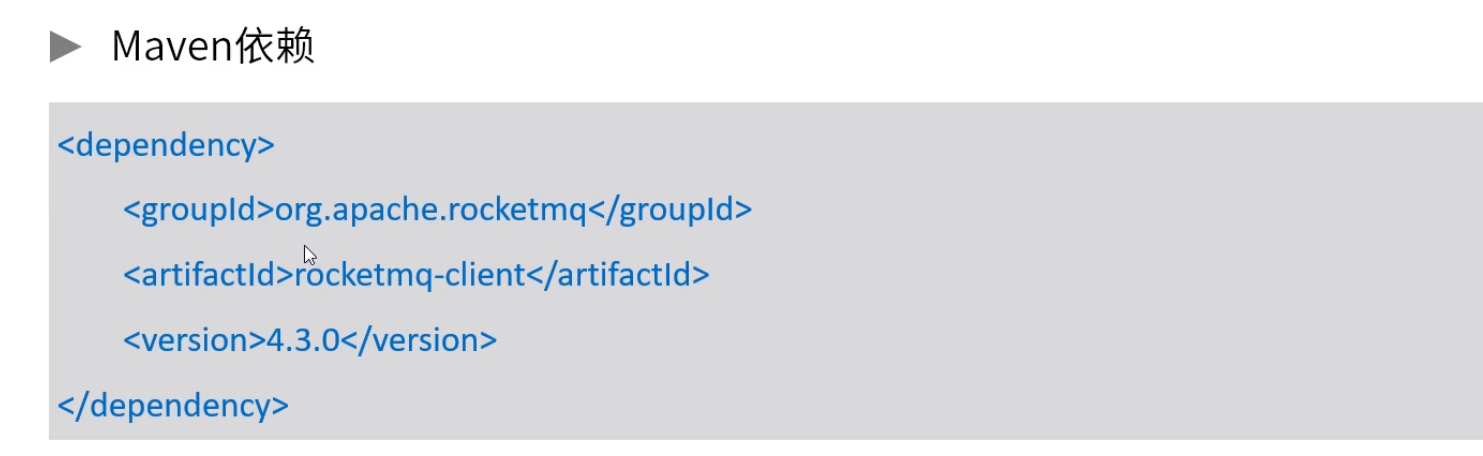 Maven依赖
<dependency>
<groupId>org.apache.rocketmq</groupId>
<artifactId>rocketmq-client</artifactId>
<version>4.3.0</version>
</dependency>